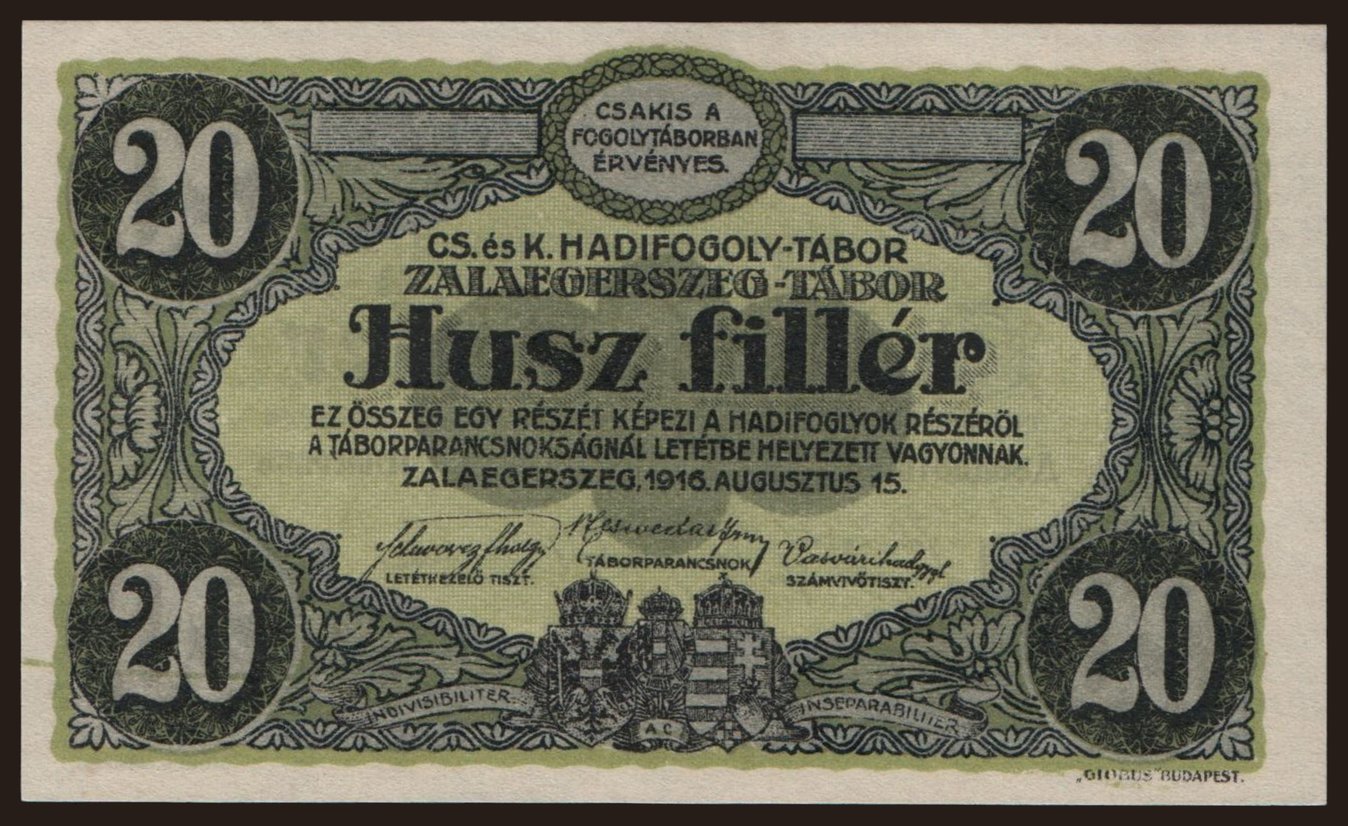 20
20
CSAKIS A
FOGOLYTÁBORBAN
ÉRVÉNYES.
CS. és K. HADIFOGOLY-TÁBOR
ZALAEGERSZEG-TÁBOR
Husz fillér
EZ ÖSSZEG EGY RÉSZÉT KÉPEZI A HADIFOGLYOK RÉSZÉRŐL
A TÁBORPARANCSNOKSÁGNÁL LETÉTBE HELYEZETT VAGYONNAK.
ZALAEGERSZEG, 1916. AUGUSZTUS 15.
Vasvári hadagyl
LETÉTKEZELŐ TISZT.
TÁBORPARANCSNOK
SZÁMVIVŐTISZT.
20
20
INDIVISIBILITER
A C
INSEPARABILITER
„GLOBUS" BUDAPEST.